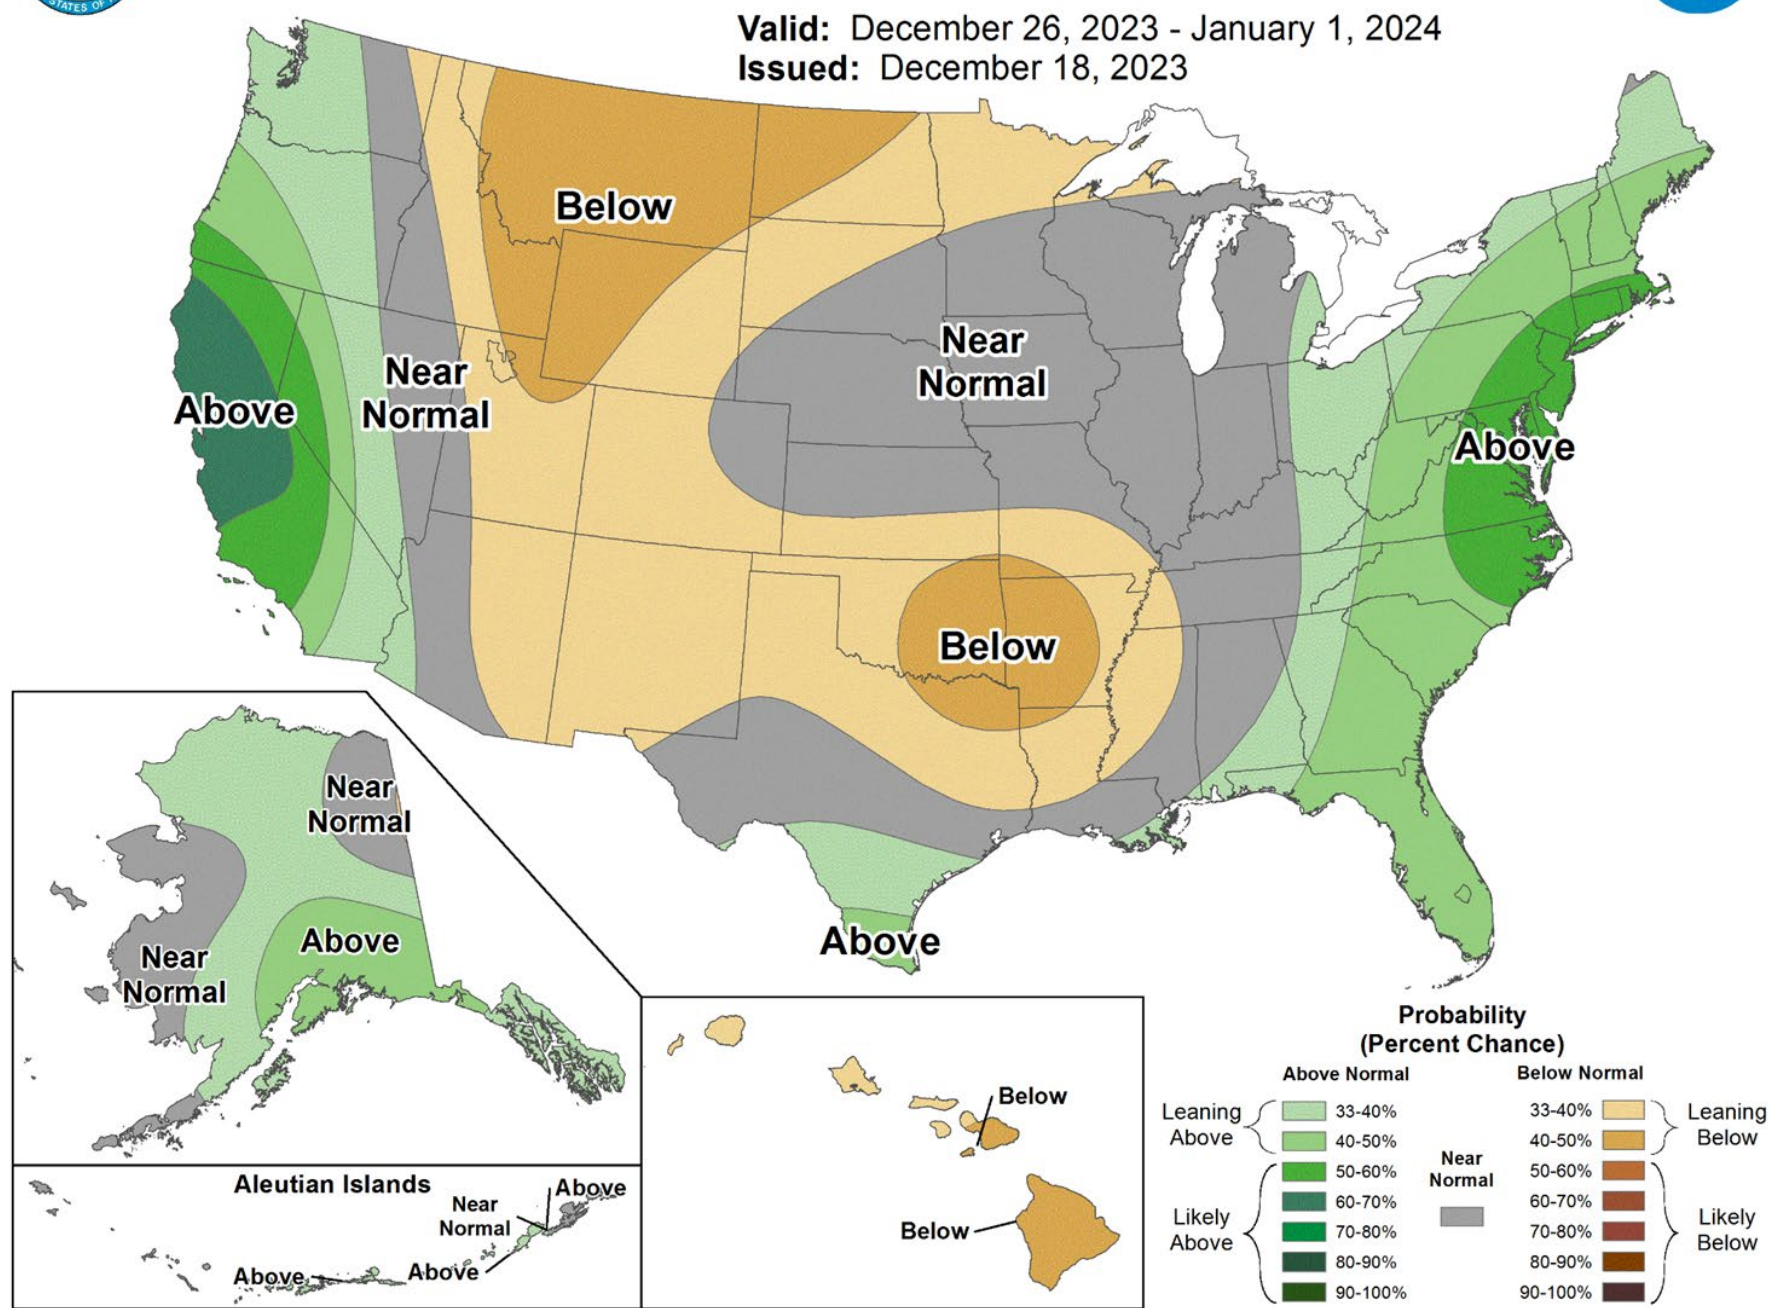 STATES OF
Valid: December 26, 2023 - January 1, 2024
Issued: December 18, 2023
Below
Near
Normal
Near
Normal
Above
Above
Below
Above
Near
Normal
Above
Near
Normal
Aleutian Islands
Near
Normal
Above
Above
Above
Below
Below
Probability
(Percent Chance)
Above Normal
Below Normal
Leaning
Above
33-40%
40-50%
Likely
Above
50-60%
60-70%
70-80%
80-90%
90-100%
Near
Normal
33-40%
40-50%
Leaning
Below
50-60%
60-70%
70-80%
80-90%
90-100%
Likely
Below